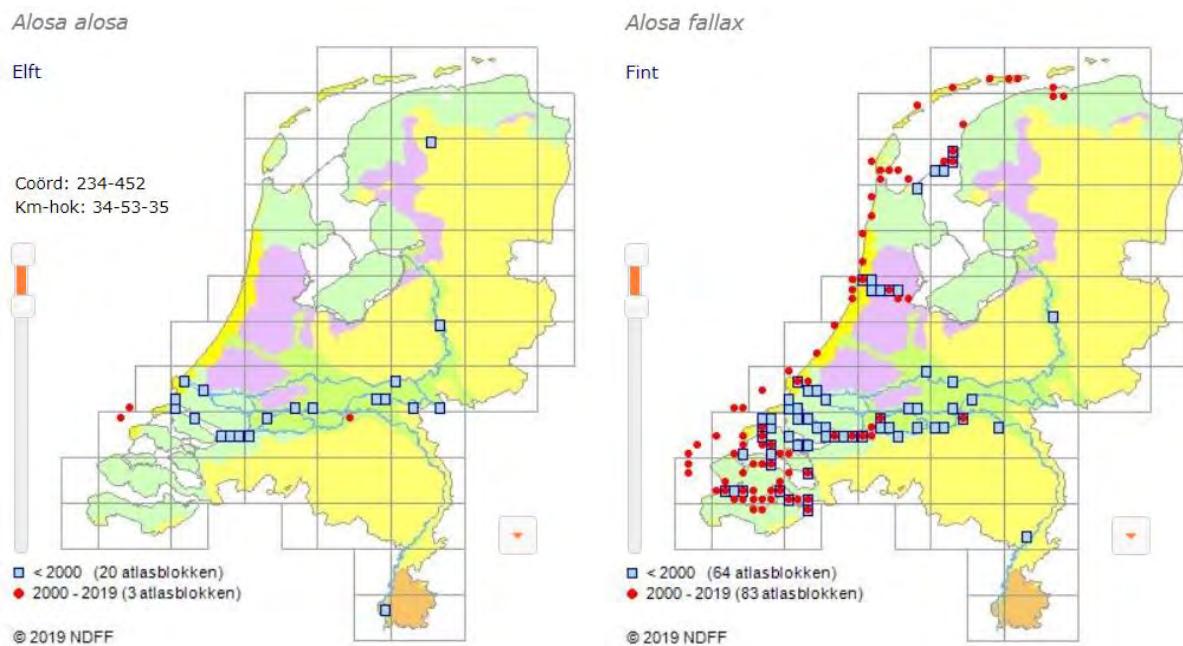 Alosa alosa
Elft
Coörd: 234-452
Km-hok: 34-53-35
< 2000 (20 atlasblokken)
2000 - 2019 (3 atlasblokken)
© 2019 NDFF
Alosa fallax
Fint
< 2000 (64 atlasblokken)
2000 - 2019 (83 atlasblokken)
© 2019 NDFF